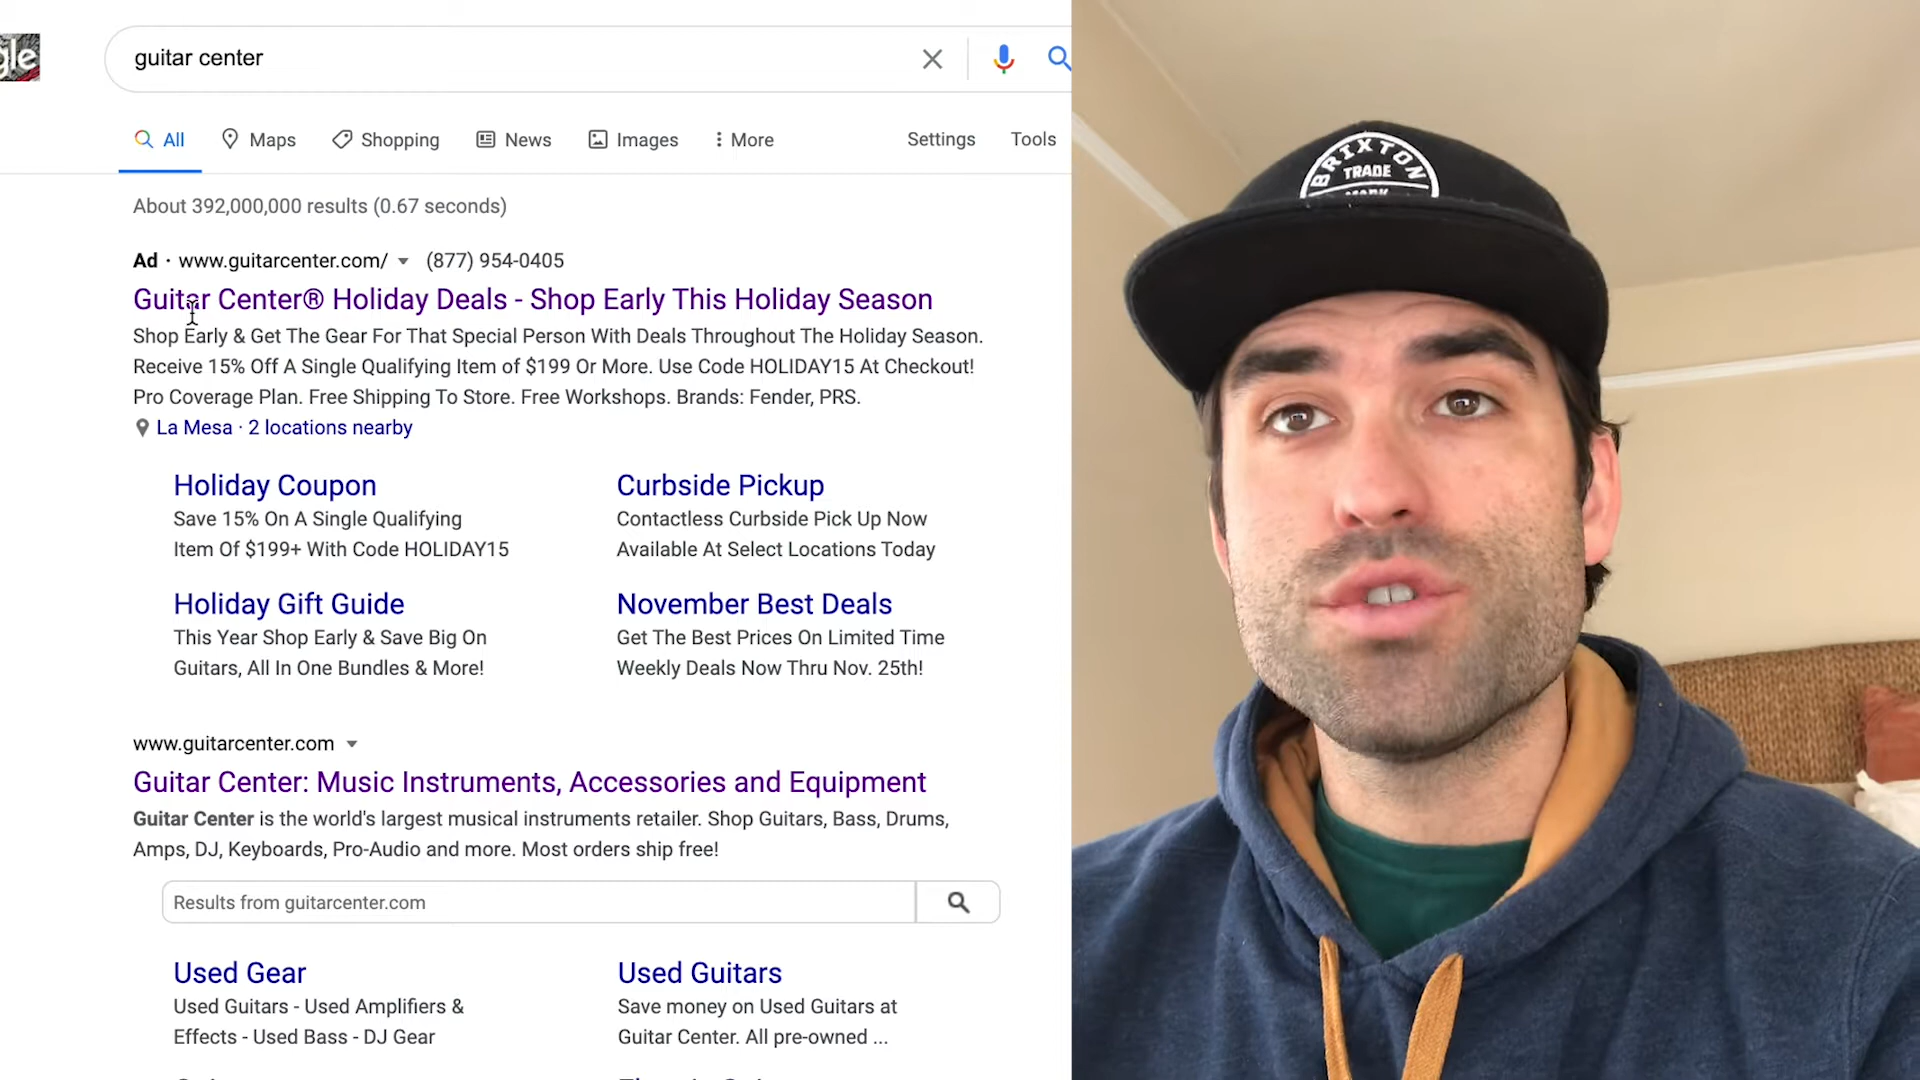 gle
guitar center
All
Maps
Shopping
News
Images
More
Settings
Tools
About 392,000,000 results (0.67 seconds)
Ad · www.guitarcenter.com/ (877) 954-0405
Guitar Center® Holiday Deals - Shop Early This Holiday Season
Shop Early & Get The Gear For That Special Person With Deals Throughout The Holiday Season.
Receive 15% Off A Single Qualifying Item of $199 Or More. Use Code HOLIDAY15 At Checkout!
Pro Coverage Plan. Free Shipping To Store. Free Workshops. Brands: Fender, PRS.
La Mesa · 2 locations nearby
Holiday Coupon
Save 15% On A Single Qualifying
Item Of $199+ With Code HOLIDAY15
Curbside Pickup
Contactless Curbside Pick Up Now
Available At Select Locations Today
Holiday Gift Guide
This Year Shop Early & Save Big On
Guitars, All In One Bundles & More!
November Best Deals
Get The Best Prices On Limited Time
Weekly Deals Now Thru Nov. 25th!
www.guitarcenter.com
Guitar Center: Music Instruments, Accessories and Equipment
Guitar Center is the world's largest musical instruments retailer. Shop Guitars, Bass, Drums,
Amps, DJ, Keyboards, Pro-Audio and more. Most orders ship free!
Results from guitarcenter.com
Used Gear
Used Guitars - Used Amplifiers &
Effects - Used Bass - DJ Gear
Used Guitars
Save money on Used Guitars at
Guitar Center. All pre-owned ...
BRIXTON
TRADE
MARK